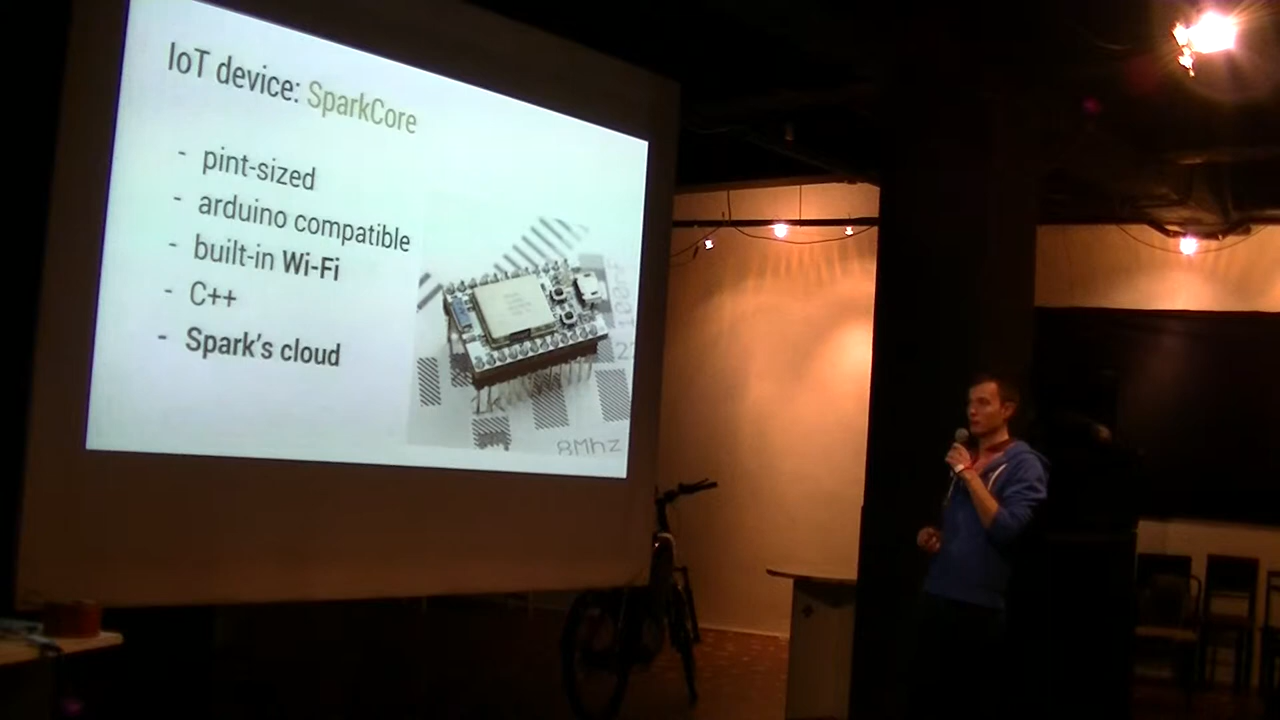 IoT device: SparkCore
- pint-sized
- arduino compatible
- built-in Wi-Fi
- C++
- Spark's cloud
8Mhz